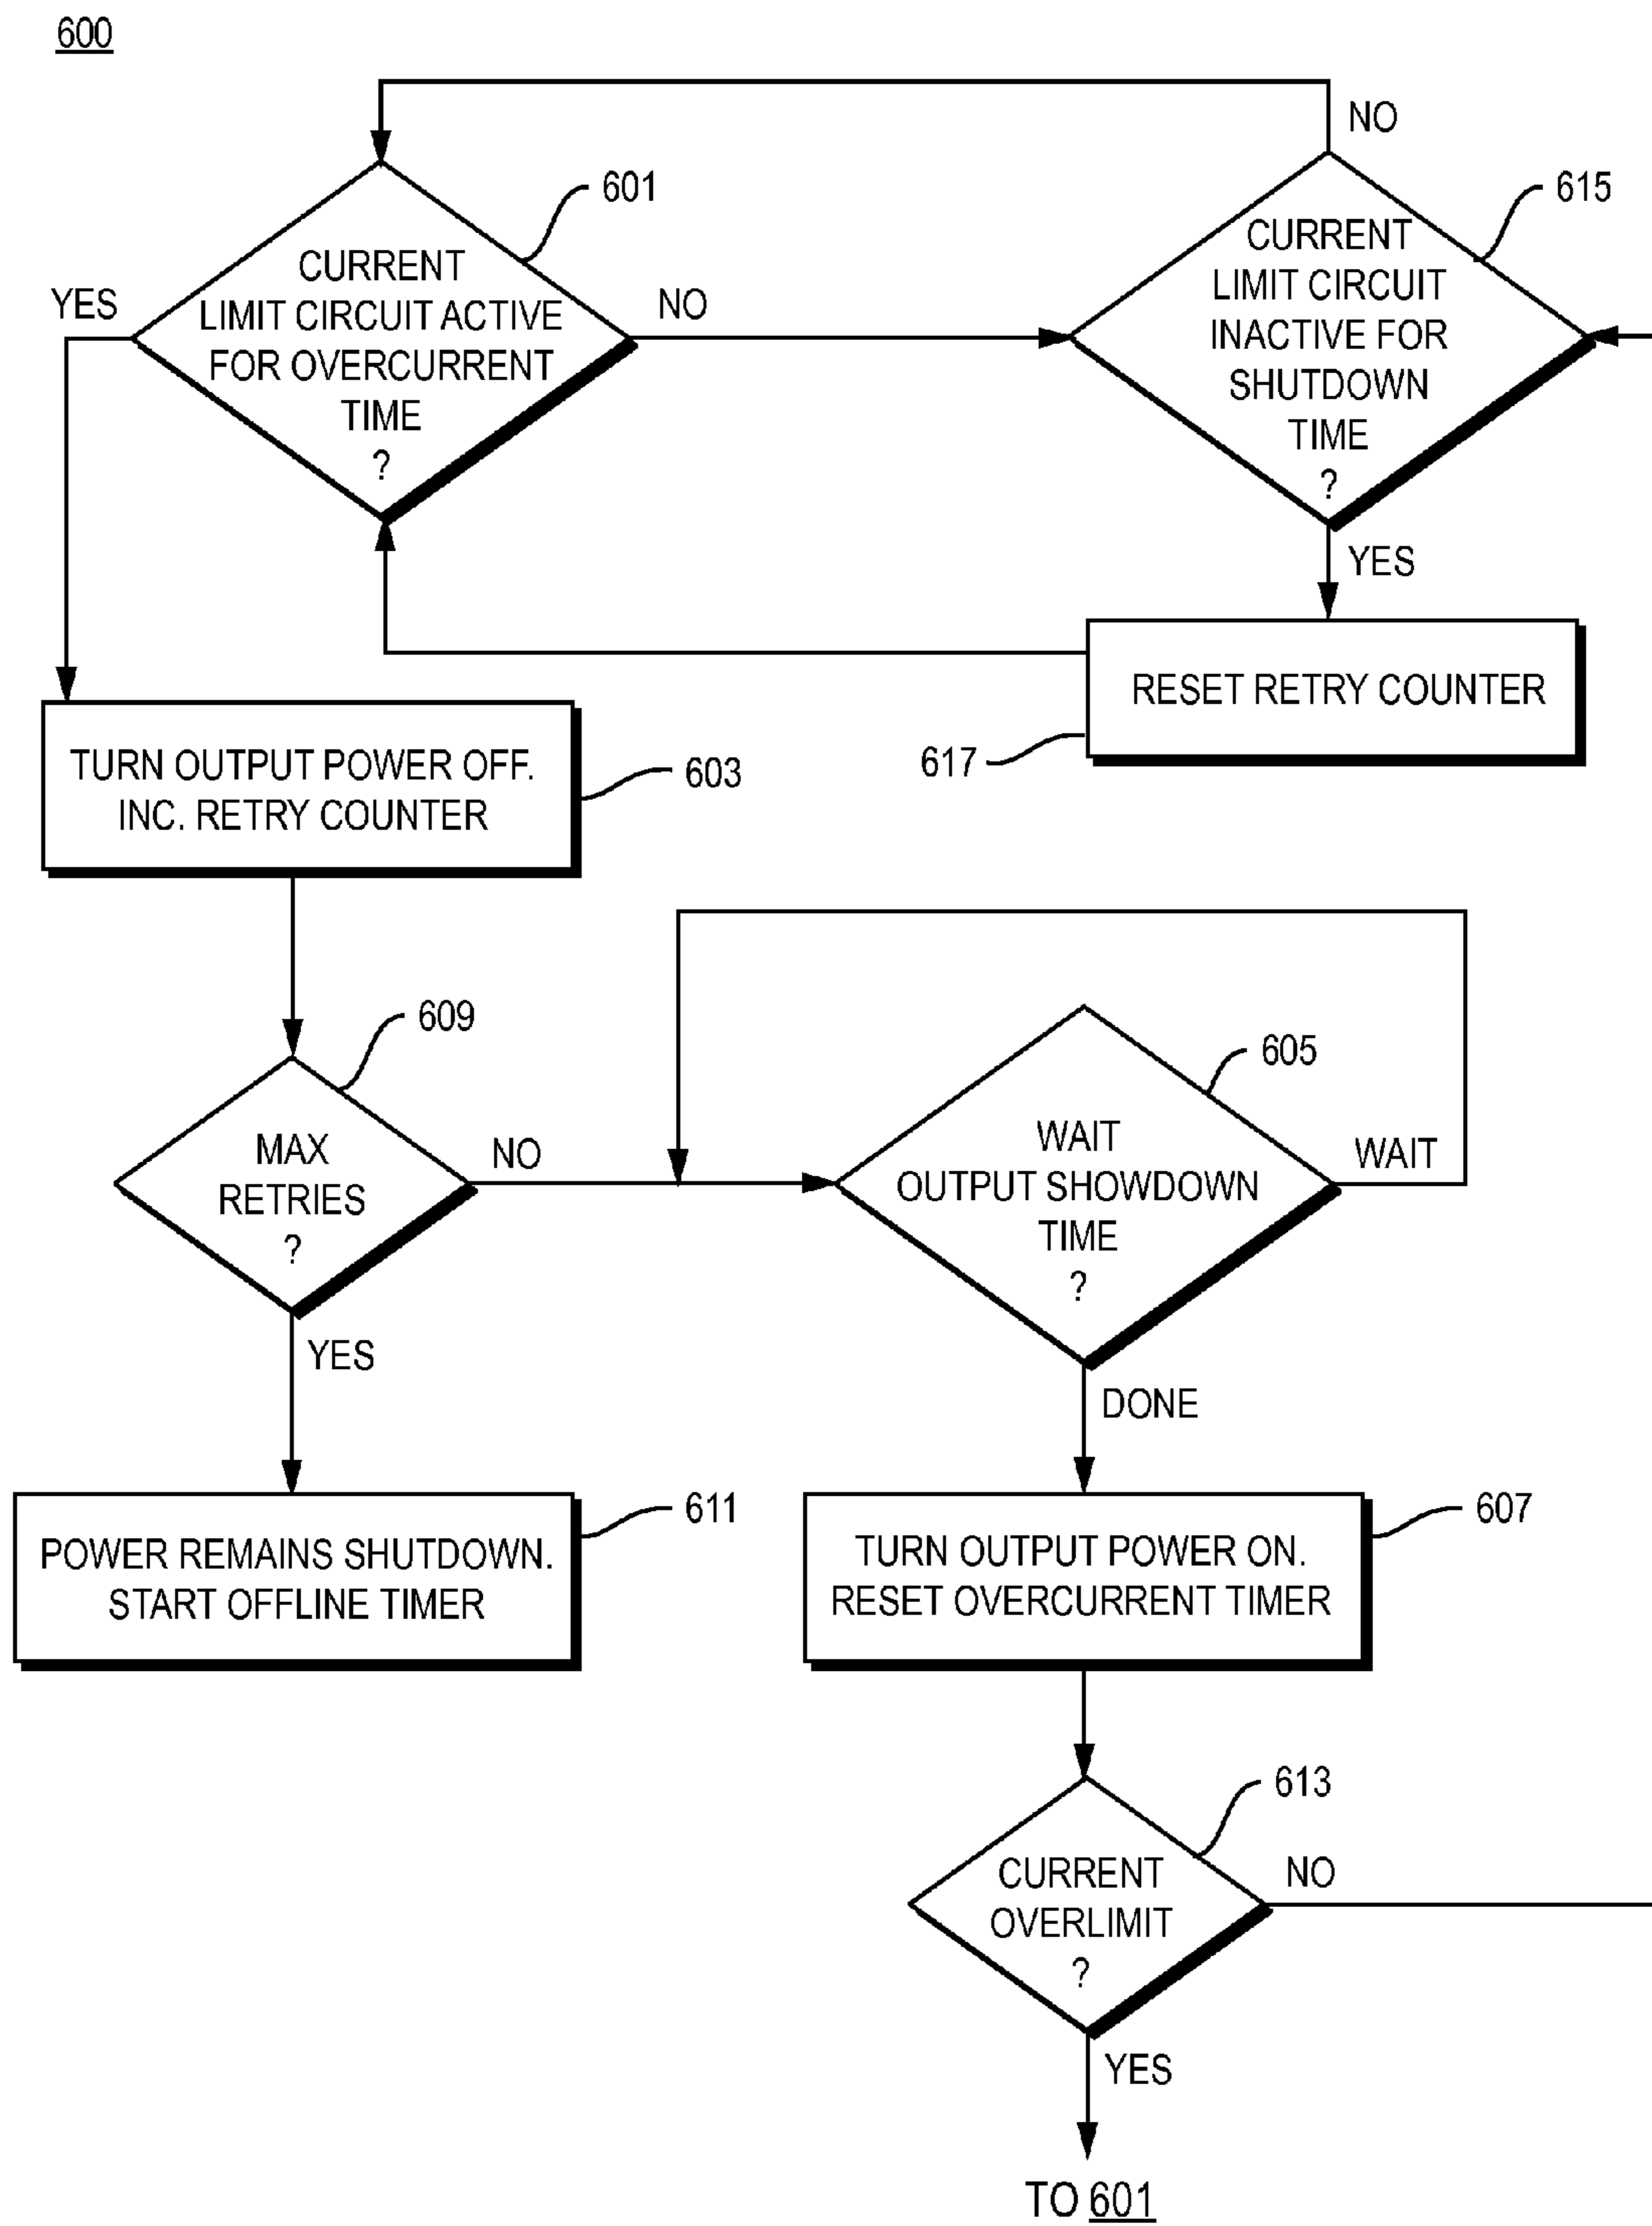 600
NO
601
615
CURRENT
LIMIT CIRCUIT ACTIVE
FOR OVERCURRENT
TIME
?
YES
NO
CURRENT
LIMIT CIRCUIT
INACTIVE FOR
SHUTDOWN
TIME
?
YES
RESET RETRY COUNTER
617
TURN OUTPUT POWER OFF.
INC. RETRY COUNTER
603
609
MAX
RETRIES
?
NO
605
WAIT
OUTPUT SHOWDOWN
TIME
?
WAIT
YES
DONE
POWER REMAINS SHUTDOWN.
START OFFLINE TIMER
611
TURN OUTPUT POWER ON.
RESET OVERCURRENT TIMER
607
613
CURRENT
OVERLIMIT
?
NO
YES
TO 601